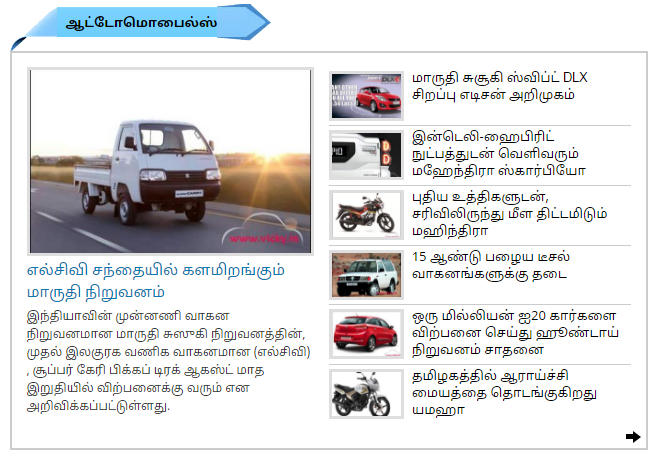 ஆட்டோமொபைல்ஸ்
www.vicky.in
எல்சிவி சந்தையில் களமிறங்கும்
மாருதி நிறுவனம்
இந்தியாவின் முன்னணி வாகன
நிறுவனமான மாருதி சுஸுகி நிறுவனத்தின்,
முதல் இலகுரக வணிக வாகனமான (எல்சிவி)
, சூப்பர் கேரி பிக்கப் டிரக் ஆகஸ்ட் மாத
இறுதியில் விற்பனைக்கு வரும் என
அறிவிக்கப்பட்டுள்ளது.
மாருதி சுசூகி ஸ்விப்ட் DLX
சிறப்பு எடிசன் அறிமுகம்
இன்டெலி-ஹைபிரிட்
நுட்பத்துடன் வெளிவரும்
மஹேந்திரா ஸ்கார்பியோ
புதிய உத்திகளுடன்,
சரிவிலிருந்து மீள திட்டமிடும்
மஹிந்திரா
15 ஆண்டு பழைய டீசல்
வாகனங்களுக்கு தடை
ஒரு மில்லியன் ஐ20 கார்களை
விற்பனை செய்து ஹூண்டாய்
நிறுவனம் சாதனை
தமிழகத்தில் ஆராய்ச்சி
மையத்தை தொடங்குகிறது
யமஹா